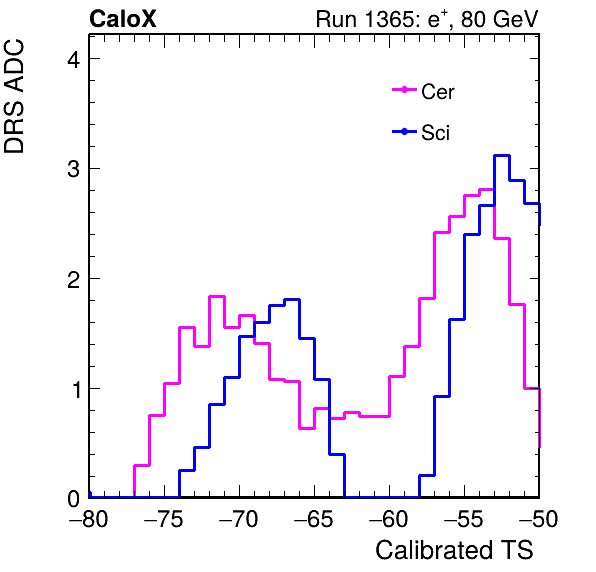 CaloX Run 1365: e⁺, 80 GeV
DRS ADC
4
3
2
1
0
Cer
Sci
−80 −75 −70 −65 −60 −55 −50
Calibrated TS